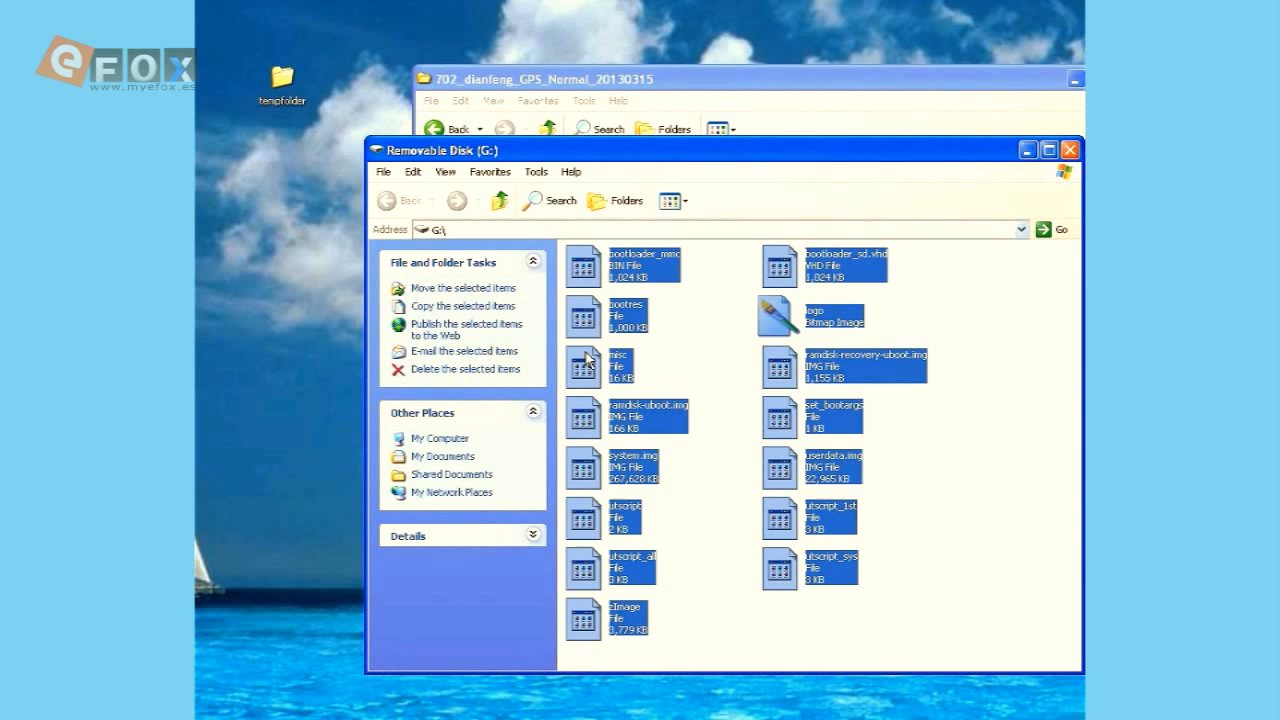 eFOX
www.myefox.es
tempfolder
702_dianfeng_GPS_Normal_20130315
File Edit View Favorites Tools Help
Back Search Folders
Removable Disk (G:)
File Edit View Favorites Tools Help
Back Search Folders
Address G:\ Go
File and Folder Tasks
Move the selected items
Copy the selected items
Publish the selected items
to the Web
E-mail the selected items
Delete the selected items
Other Places
My Computer
My Documents
Shared Documents
My Network Places
Details
bootloader_mmc
BIN File
1,024 KB
bootloader_sd.vhd
VHD File
1,024 KB
bootres
File
1,000 KB
logo
Bitmap Image
misc
File
16 KB
ramdisk-recovery-uboot.img
IMG File
1,155 KB
ramdisk-uboot.img
IMG File
166 KB
set_bootargs
File
1 KB
system.img
IMG File
267,628 KB
userdata.img
IMG File
22,965 KB
utscript
File
2 KB
utscript_1st
File
3 KB
utscript_all
File
3 KB
utscript_sys
File
3 KB
zImage
File
3,779 KB